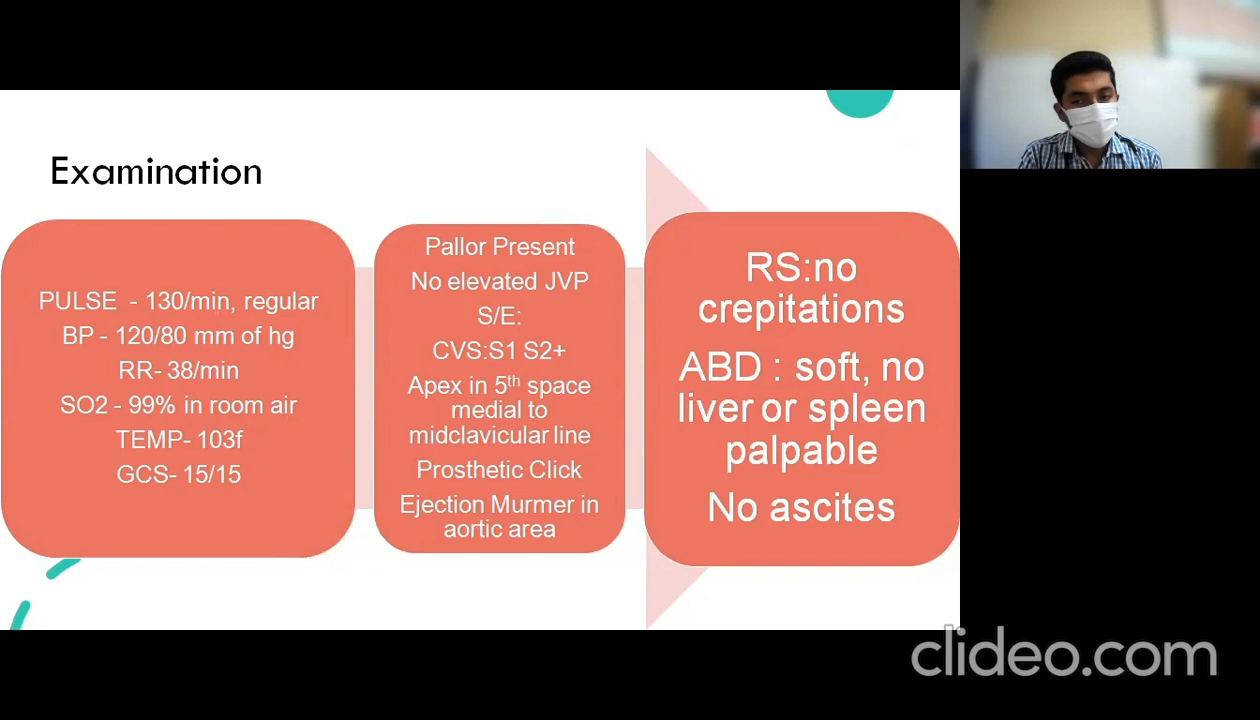 Examination
PULSE - 130/min, regular
BP - 120/80 mm of hg
RR- 38/min
SO2 - 99% in room air
TEMP- 103f
GCS- 15/15
Pallor Present
No elevated JVP
S/E:
CVS:S1 S2+
Apex in 5th space
medial to
midclavicular line
Prosthetic Click
Ejection Murmer in
aortic area
RS:no
crepitations
ABD : soft, no
liver or spleen
palpable
No ascites
clideo.com